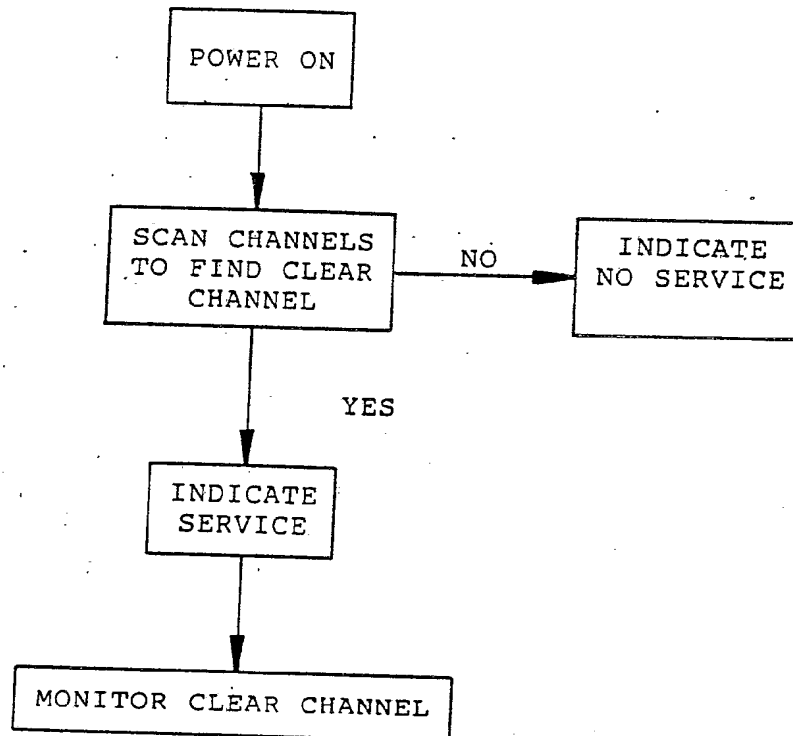 POWER ON
SCAN CHANNELS
TO FIND CLEAR
CHANNEL
NO
INDICATE
NO SERVICE
YES
INDICATE
SERVICE
MONITOR CLEAR CHANNEL